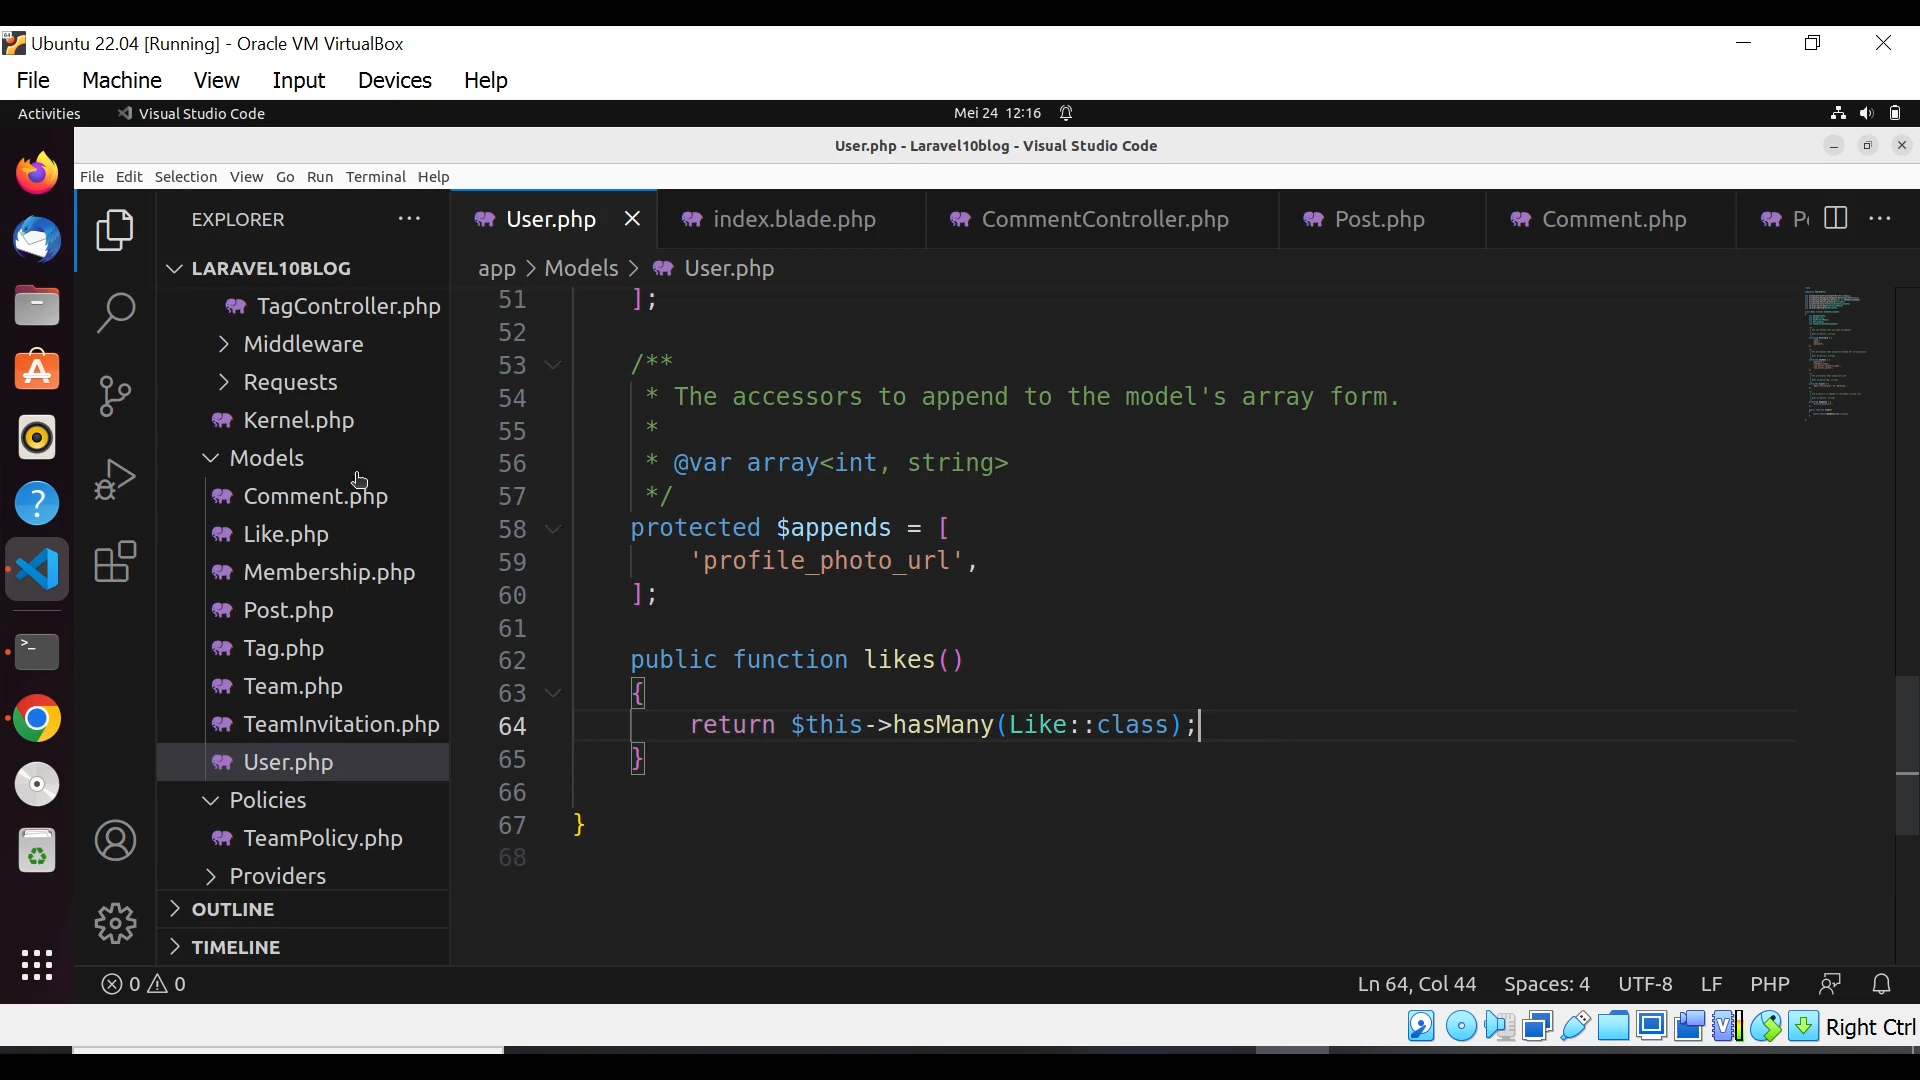 Ubuntu 22.04 [Running] - Oracle VM VirtualBox
File Machine View Input Devices Help
Activities Visual Studio Code Mei 24 12:16
User.php - Laravel10blog - Visual Studio Code
File Edit Selection View Go Run Terminal Help
EXPLORER
User.php index.blade.php CommentController.php Post.php Comment.php
LARAVEL10BLOG
app > Models > User.php
TagController.php
Middleware
Requests
Kernel.php
Models
Comment.php
Like.php
Membership.php
Post.php
Tag.php
Team.php
TeamInvitation.php
User.php
Policies
TeamPolicy.php
Providers
OUTLINE
TIMELINE
51 ];
52
53 /**
54 * The accessors to append to the model's array form.
55 *
56 * @var array<int, string>
57 */
58 protected $appends = [
59 'profile_photo_url',
60 ];
61
62 public function likes()
63 {
64 return $this->hasMany(Like::class);
65 }
66
67 }
68
0 0
Ln 64, Col 44 Spaces: 4 UTF-8 LF PHP
Right Ctrl